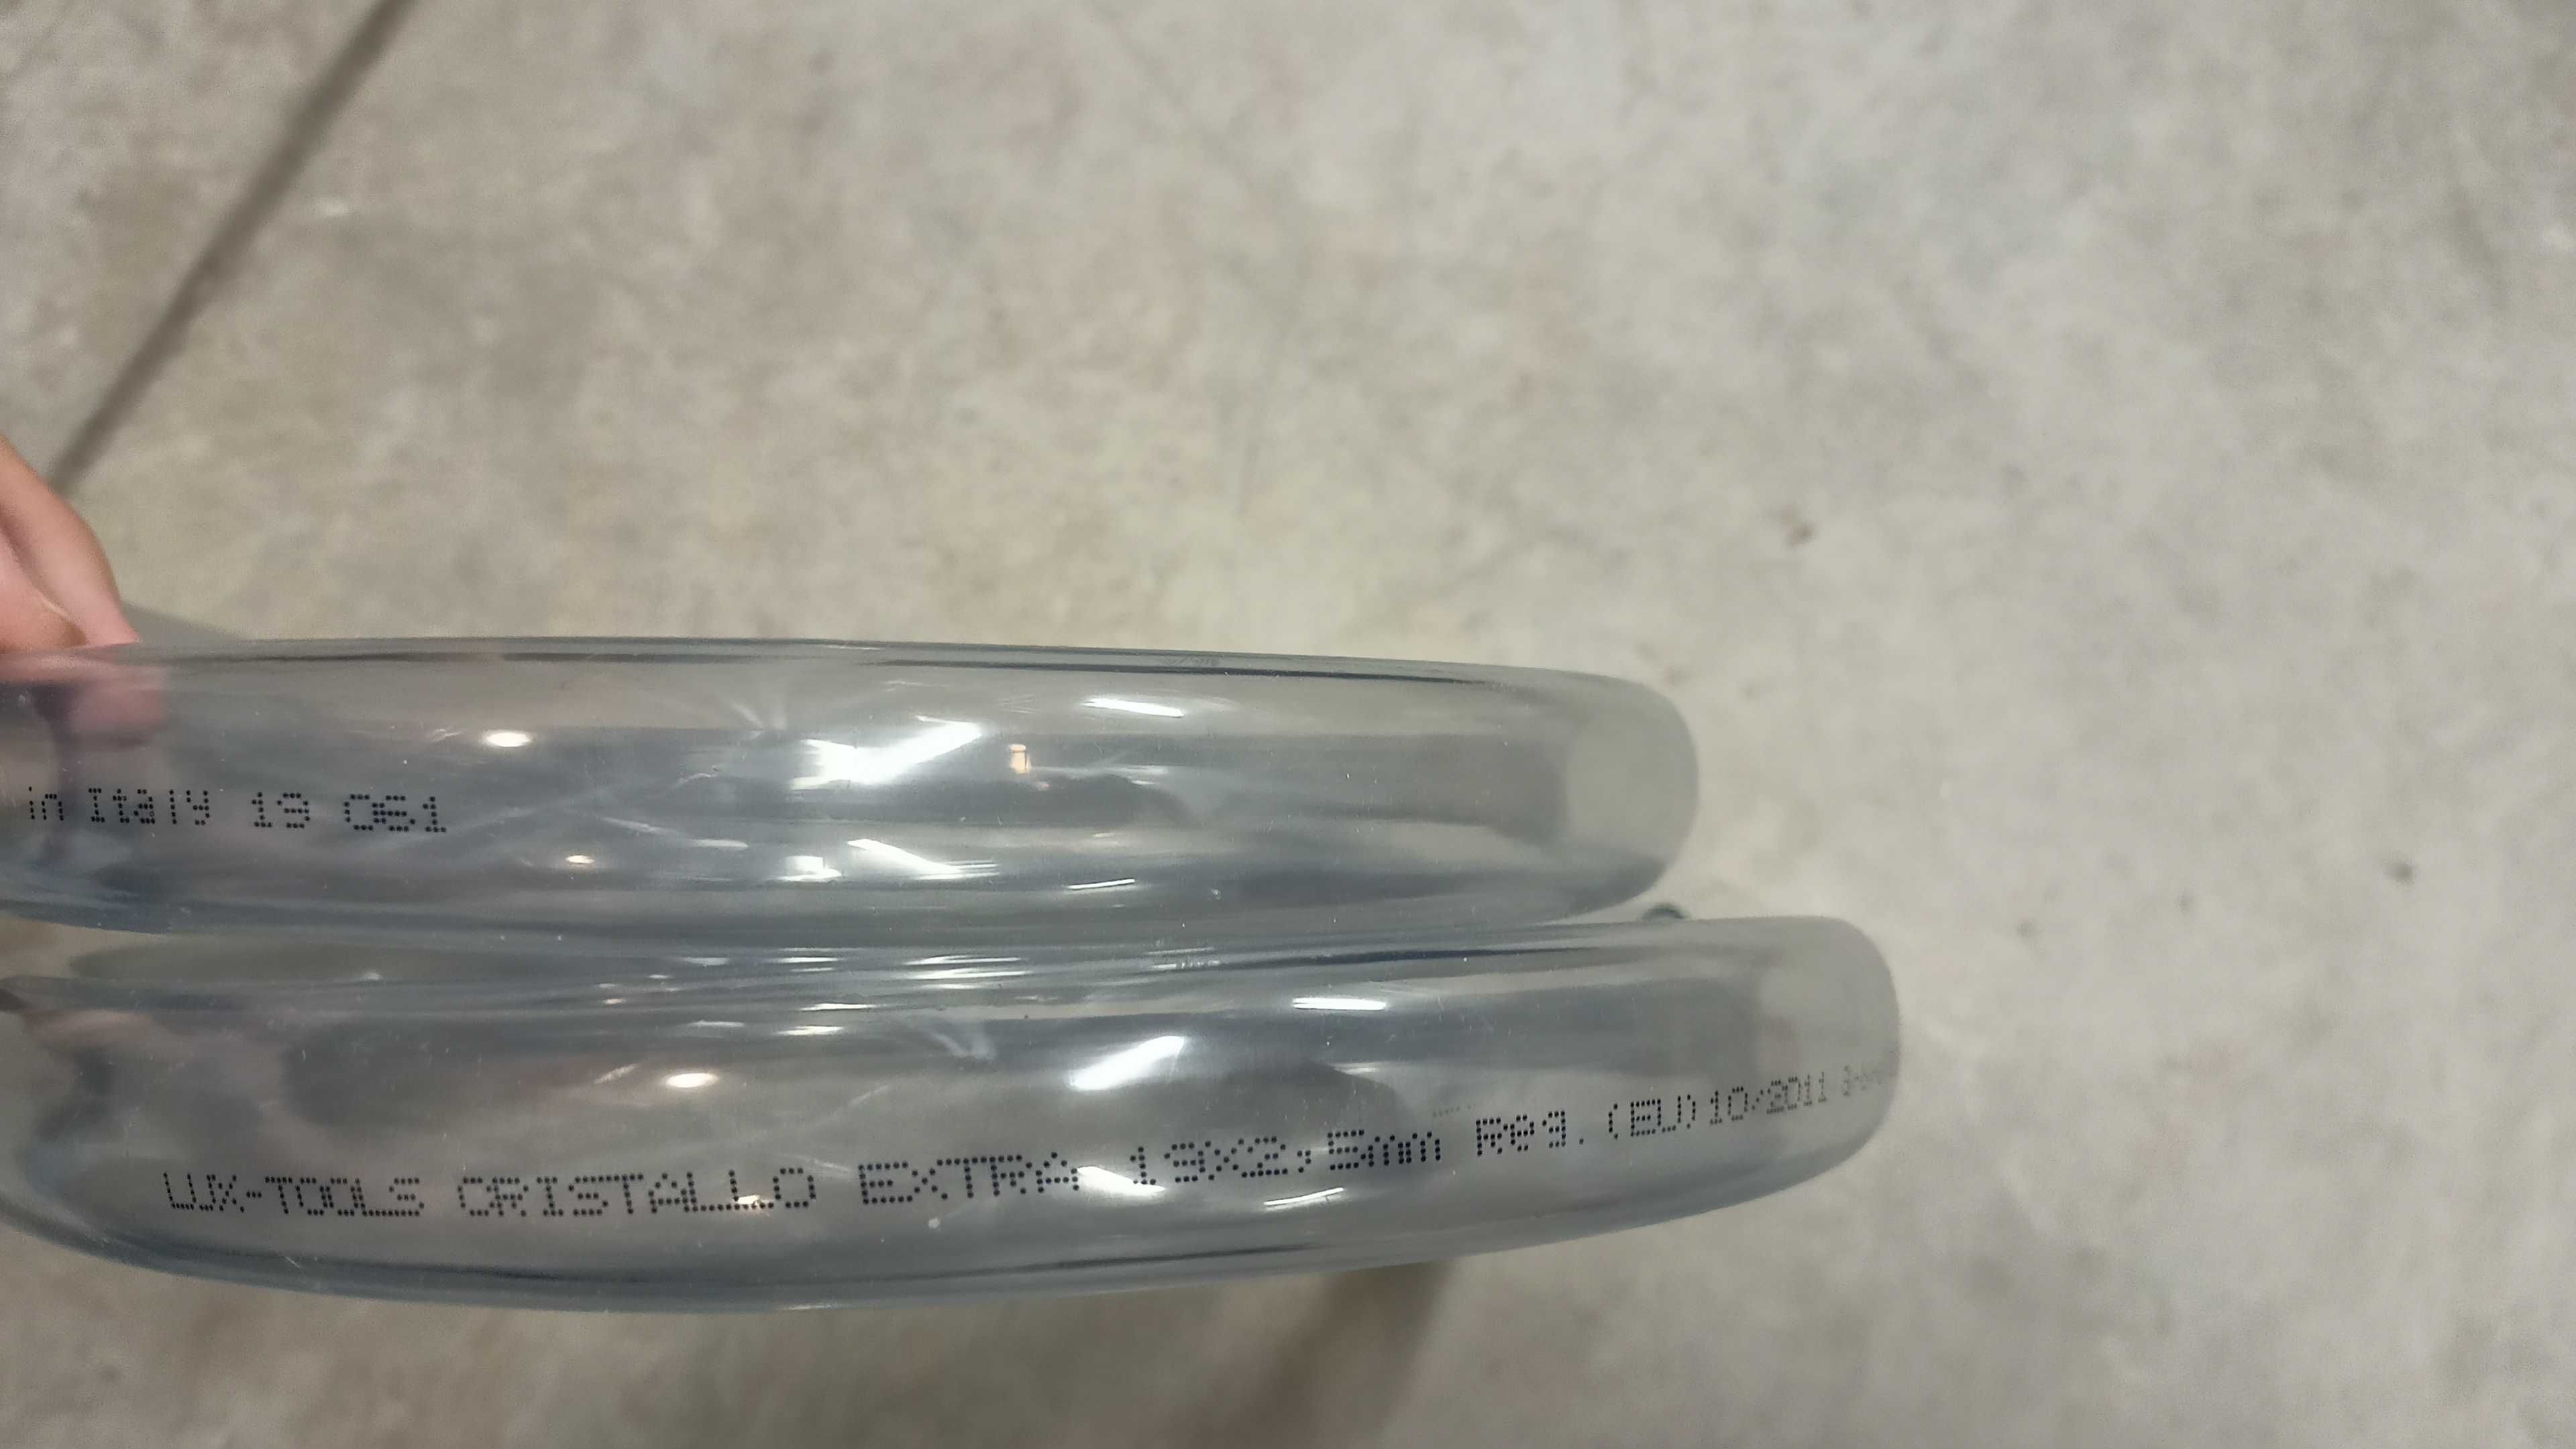 in Italy 19 061
LUX-TOOLS CRISTALLO EXTRA 19X2,5mm Reg. (EU) 10/2011